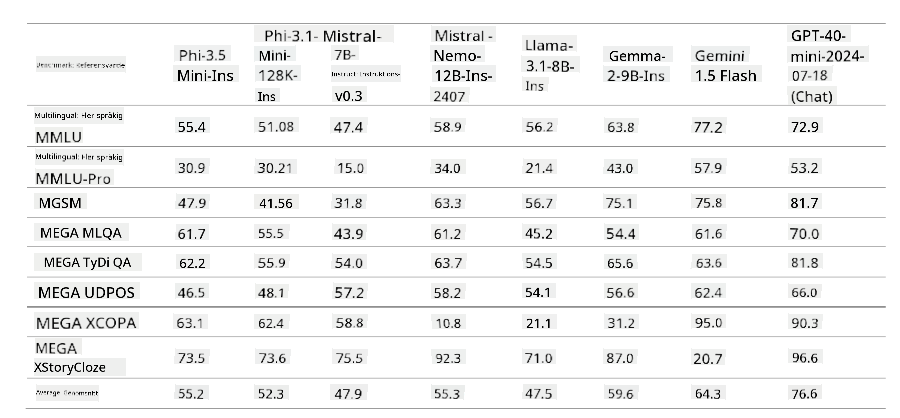 Benchmark: Referensvärde Phi-3.5 Mini-Ins Phi-3.1-Mini-128K-Ins Mistral-7B-Instruct: Instruktions-v0.3 Mistral-Nemo-12B-Ins-2407 Llama-3.1-8B-Ins Gemma-2-9B-Ins Gemini 1.5 Flash GPT-40-mini-2024-07-18 (Chat)
Multilingual: Fler språkig MMLU 55.4 51.08 47.4 58.9 56.2 63.8 77.2 72.9
Multilingual: Fler språkig MMLU-Pro 30.9 30.21 15.0 34.0 21.4 43.0 57.9 53.2
MGSM 47.9 41.56 31.8 63.3 56.7 75.1 75.8 81.7
MEGA MLQA 61.7 55.5 43.9 61.2 45.2 54.4 61.6 70.0
MEGA TyDi QA 62.2 55.9 54.0 63.7 54.5 65.6 63.6 81.8
MEGA UDPOS 46.5 48.1 57.2 58.2 54.1 56.6 62.4 66.0
MEGA XCOPA 63.1 62.4 58.8 10.8 21.1 31.2 95.0 90.3
MEGA XStoryCloze 73.5 73.6 75.5 92.3 71.0 87.0 20.7 96.6
Average: Genomsnitt 55.2 52.3 47.9 55.3 47.5 59.6 64.3 76.6